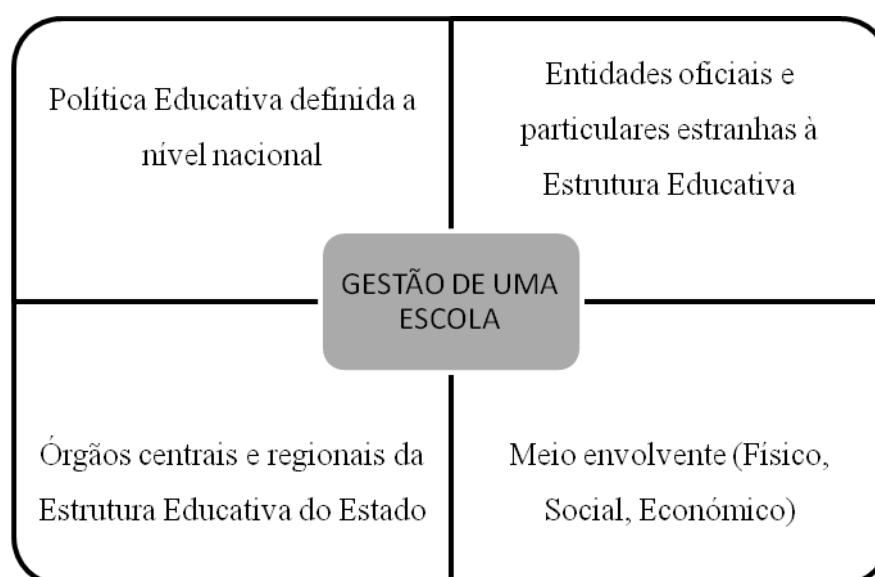 Política Educativa definida a
nível nacional
Entidades oficiais e
particulares estranhas à
Estrutura Educativa
GESTÃO DE UMA
ESCOLA
Órgãos centrais e regionais da
Estrutura Educativa do Estado
Meio envolvente (Físico,
Social, Económico)